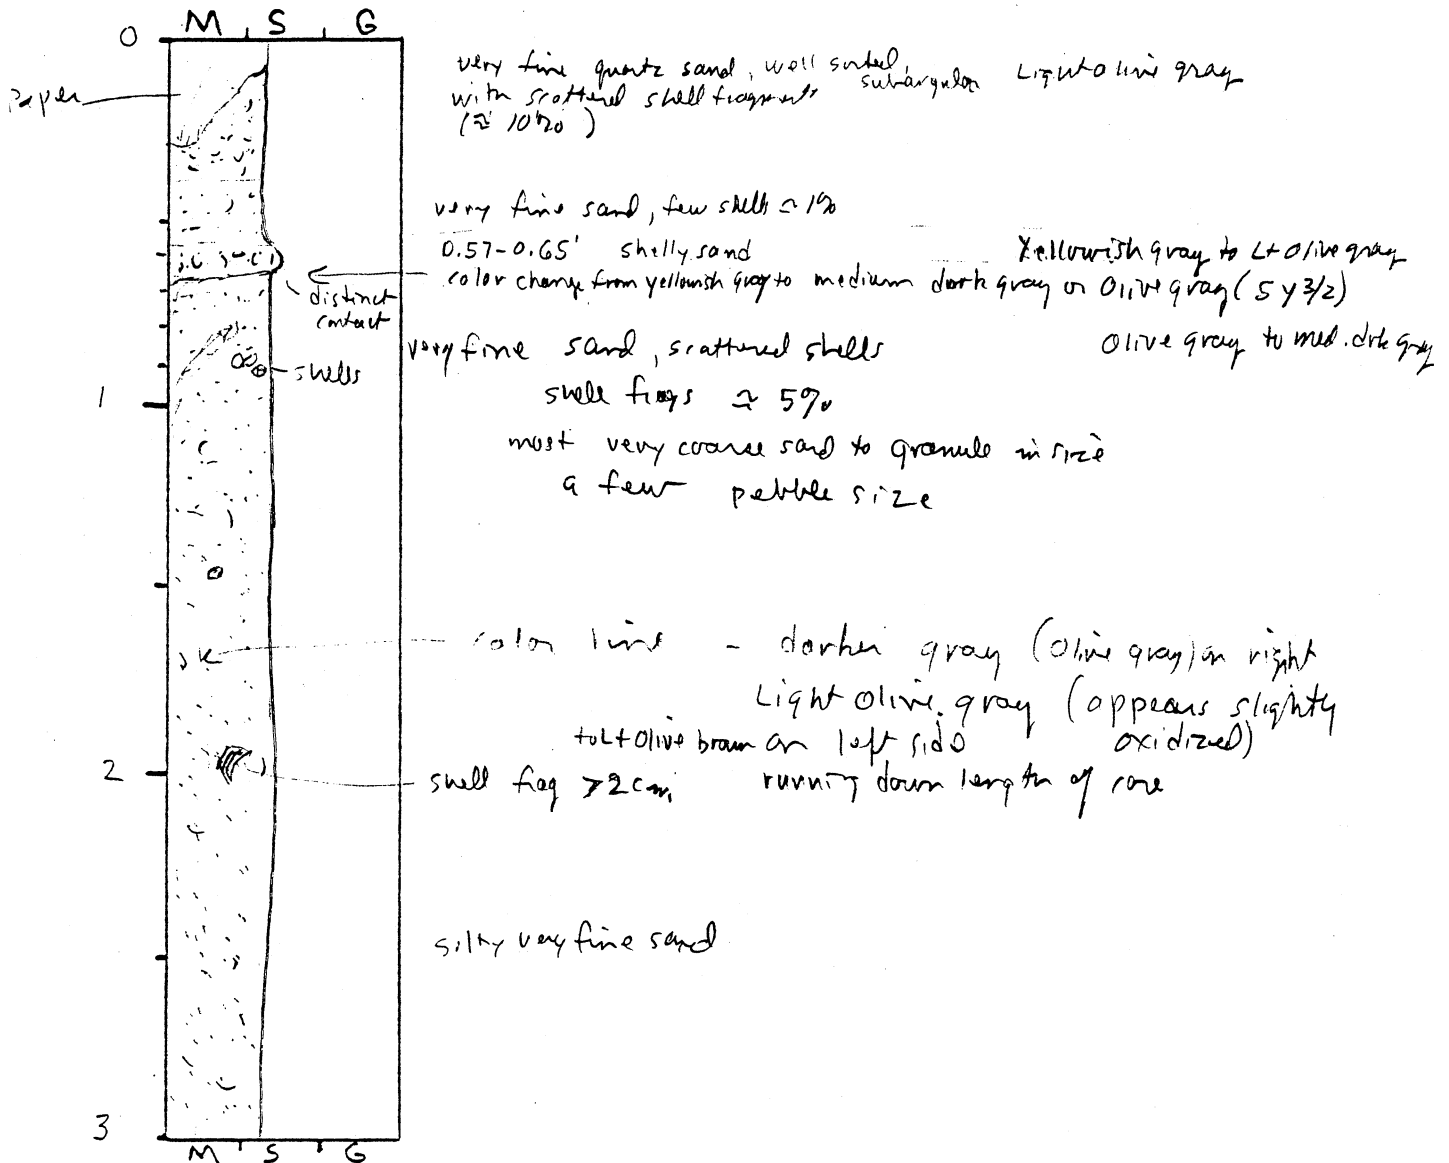 M S G
0
very fine quartz sand, well sorted, subangular Light Olive gray
Paper
with scattered shell fragments
(≈ 10%)
very fine sand, few shells ≃ 1%
0.57-0.65' shelly sand Yellowish gray to Lt Olive gray
color change from yellowish gray to medium dark gray or Olive gray (5 y 3/2)
distinct
contact
very fine sand, scattered shells Olive gray to med. drk gray
shells
shell frags ≃ 5%
1
most very coarse sand to granule in size
a few pebble size
color line - darker gray (Olive gray) on right
Light Olive gray (appears slightly
to Lt Olive brown on left side oxidized)
2
shell frag >2cm, running down length of core
silty very fine sand
3
M S G